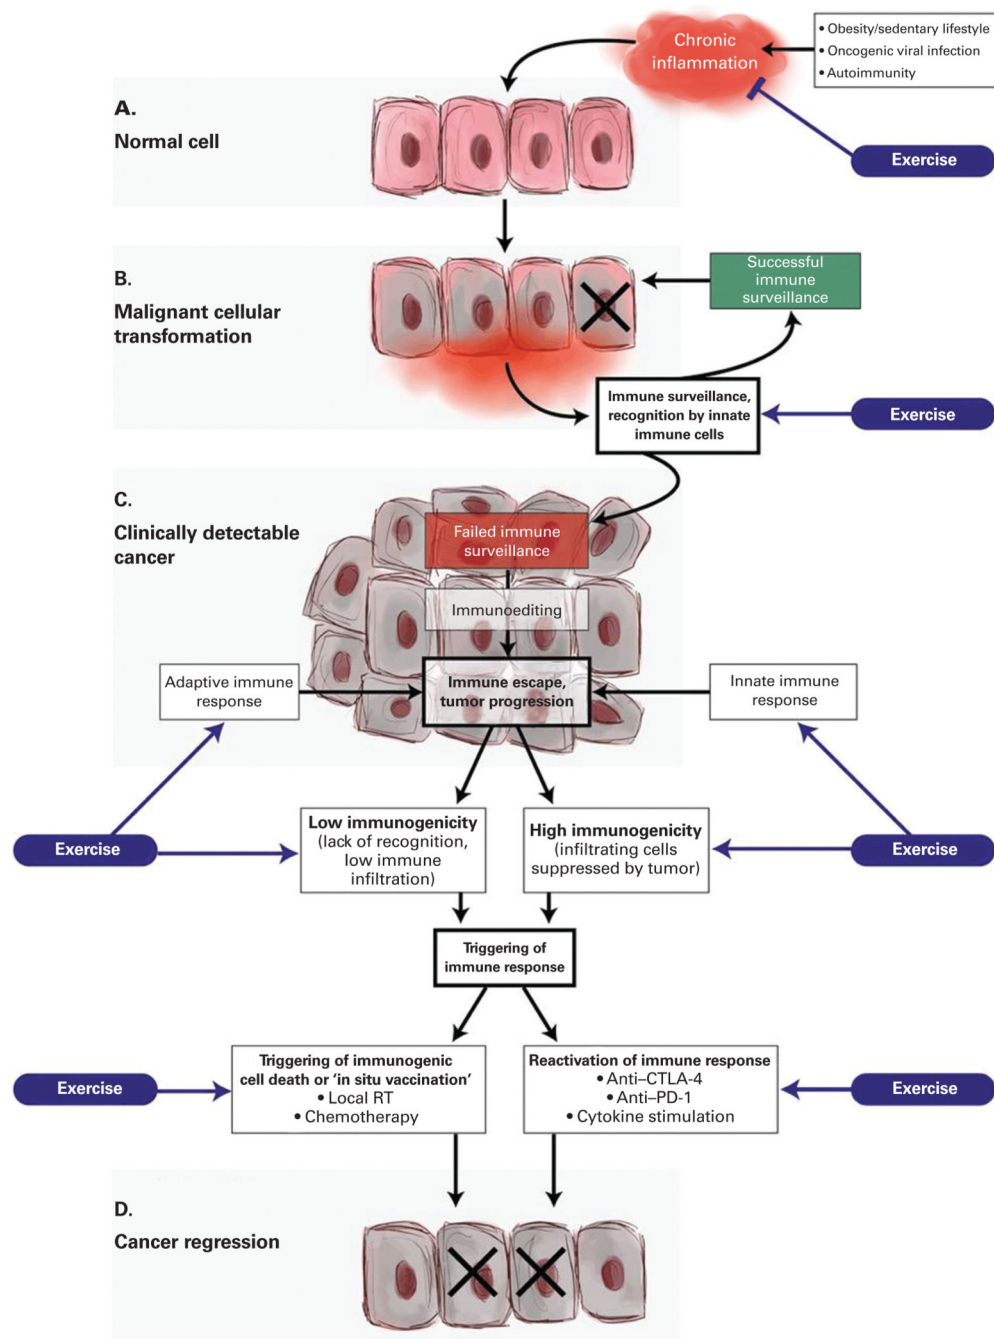 Chronic
inflammation
• Obesity/sedentary lifestyle
• Oncogenic viral infection
• Autoimmunity
A.
Normal cell
Exercise
B.
Malignant cellular
transformation
Successful
immune
surveillance
Immune surveillance,
recognition by innate
immune cells
Exercise
C.
Clinically detectable
cancer
Failed immune
surveillance
Immunoediting
Adaptive immune
response
Immune escape,
tumor progression
Innate immune
response
Exercise
Low immunogenicity
(lack of recognition,
low immune
infiltration)
High immunogenicity
(infiltrating cells
suppressed by tumor)
Exercise
Triggering of
immune response
Exercise
Triggering of immunogenic
cell death or ‘in situ vaccination’
• Local RT
• Chemotherapy
Reactivation of immune response
• Anti–CTLA-4
• Anti–PD-1
• Cytokine stimulation
Exercise
D.
Cancer regression